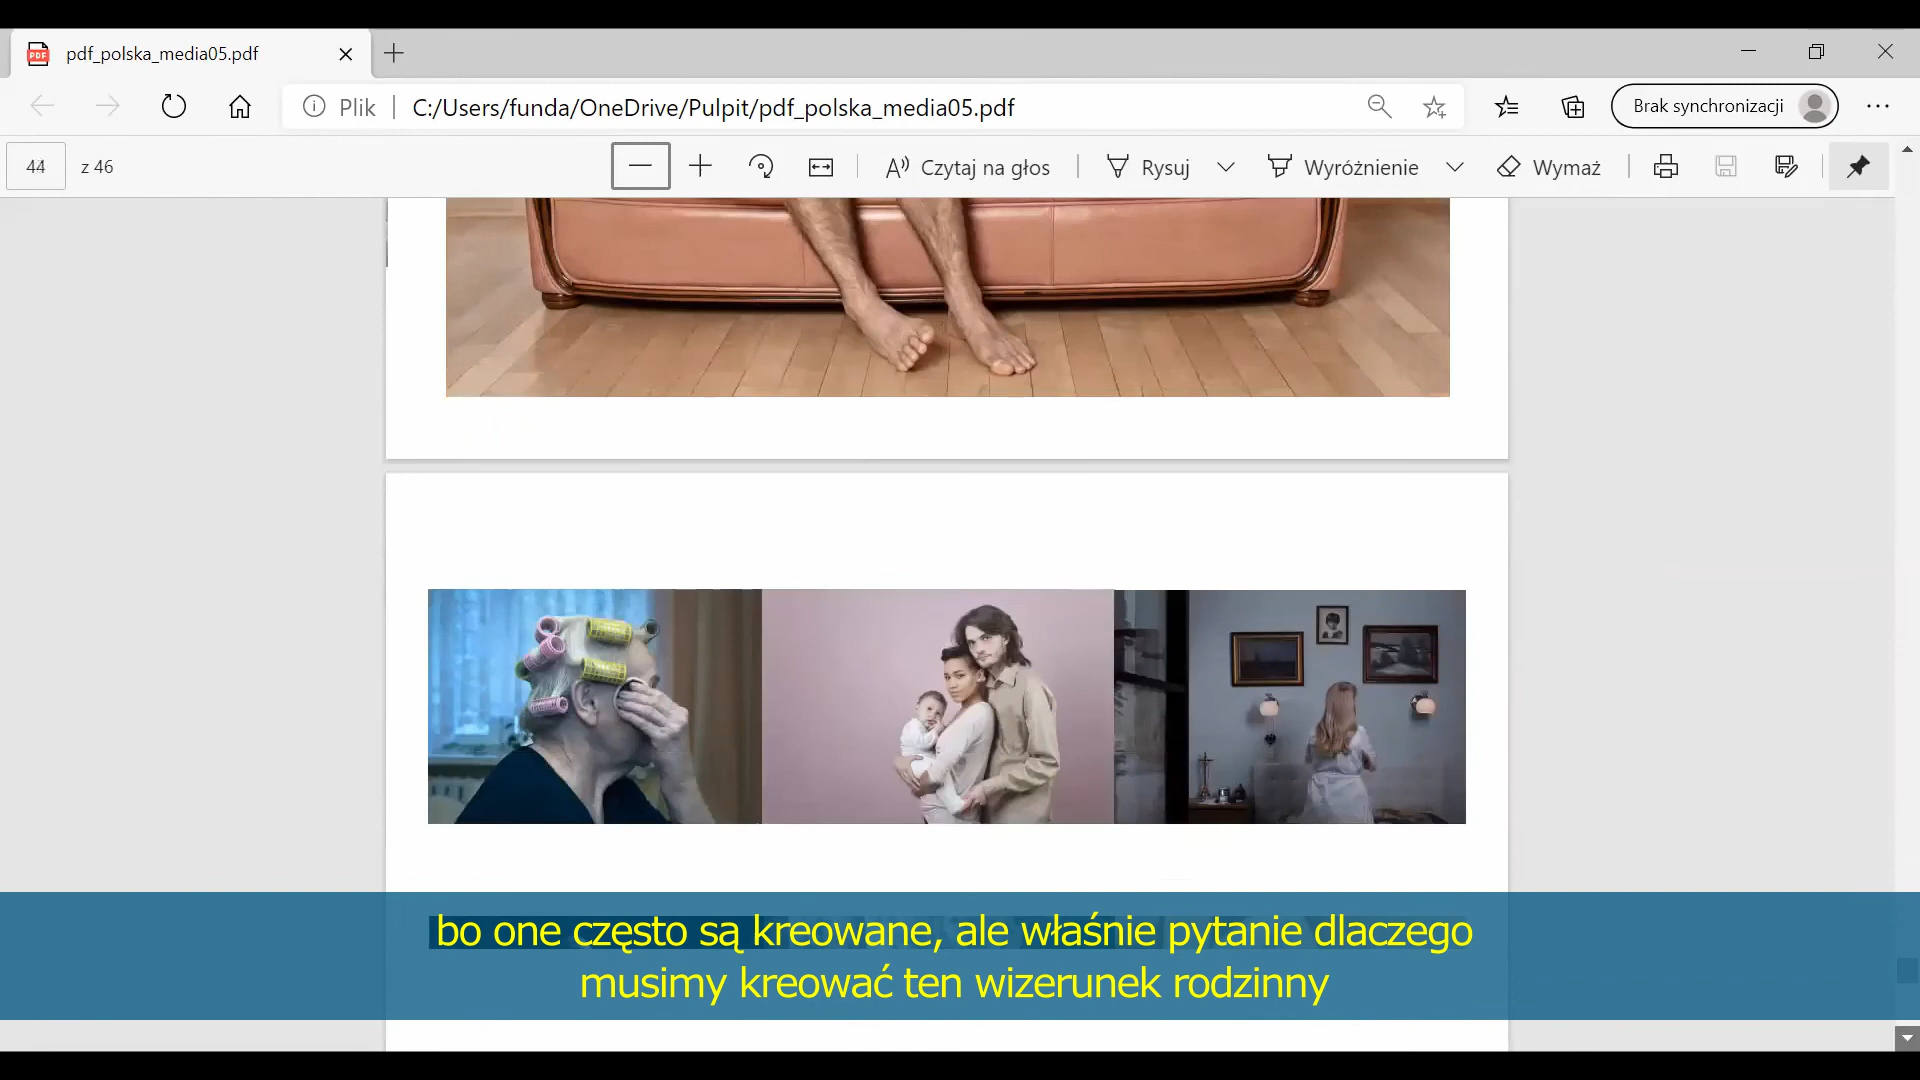 pdf_polska_media05.pdf
Plik
C:/Users/funda/OneDrive/Pulpit/pdf_polska_media05.pdf
Brak synchronizacji
44 z 46
Czytaj na głos
Rysuj
Wyróżnienie
Wymaż
bo one często są kreowane, ale właśnie pytanie dlaczego
musimy kreować ten wizerunek rodzinny